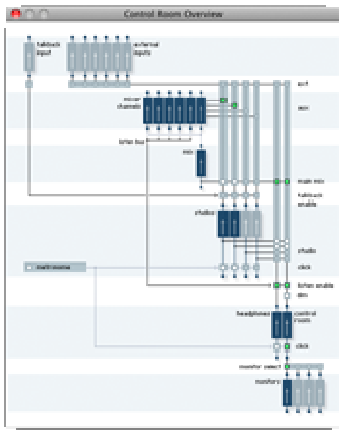 Control Room Overview
talkback
input
external
inputs
ext
mixer
channels
aux
listen bus
mix
main mix
talkback
enable
studios
studio
metronome
click
listen enable
dim
headphones
control
room
click
monitor select
monitors